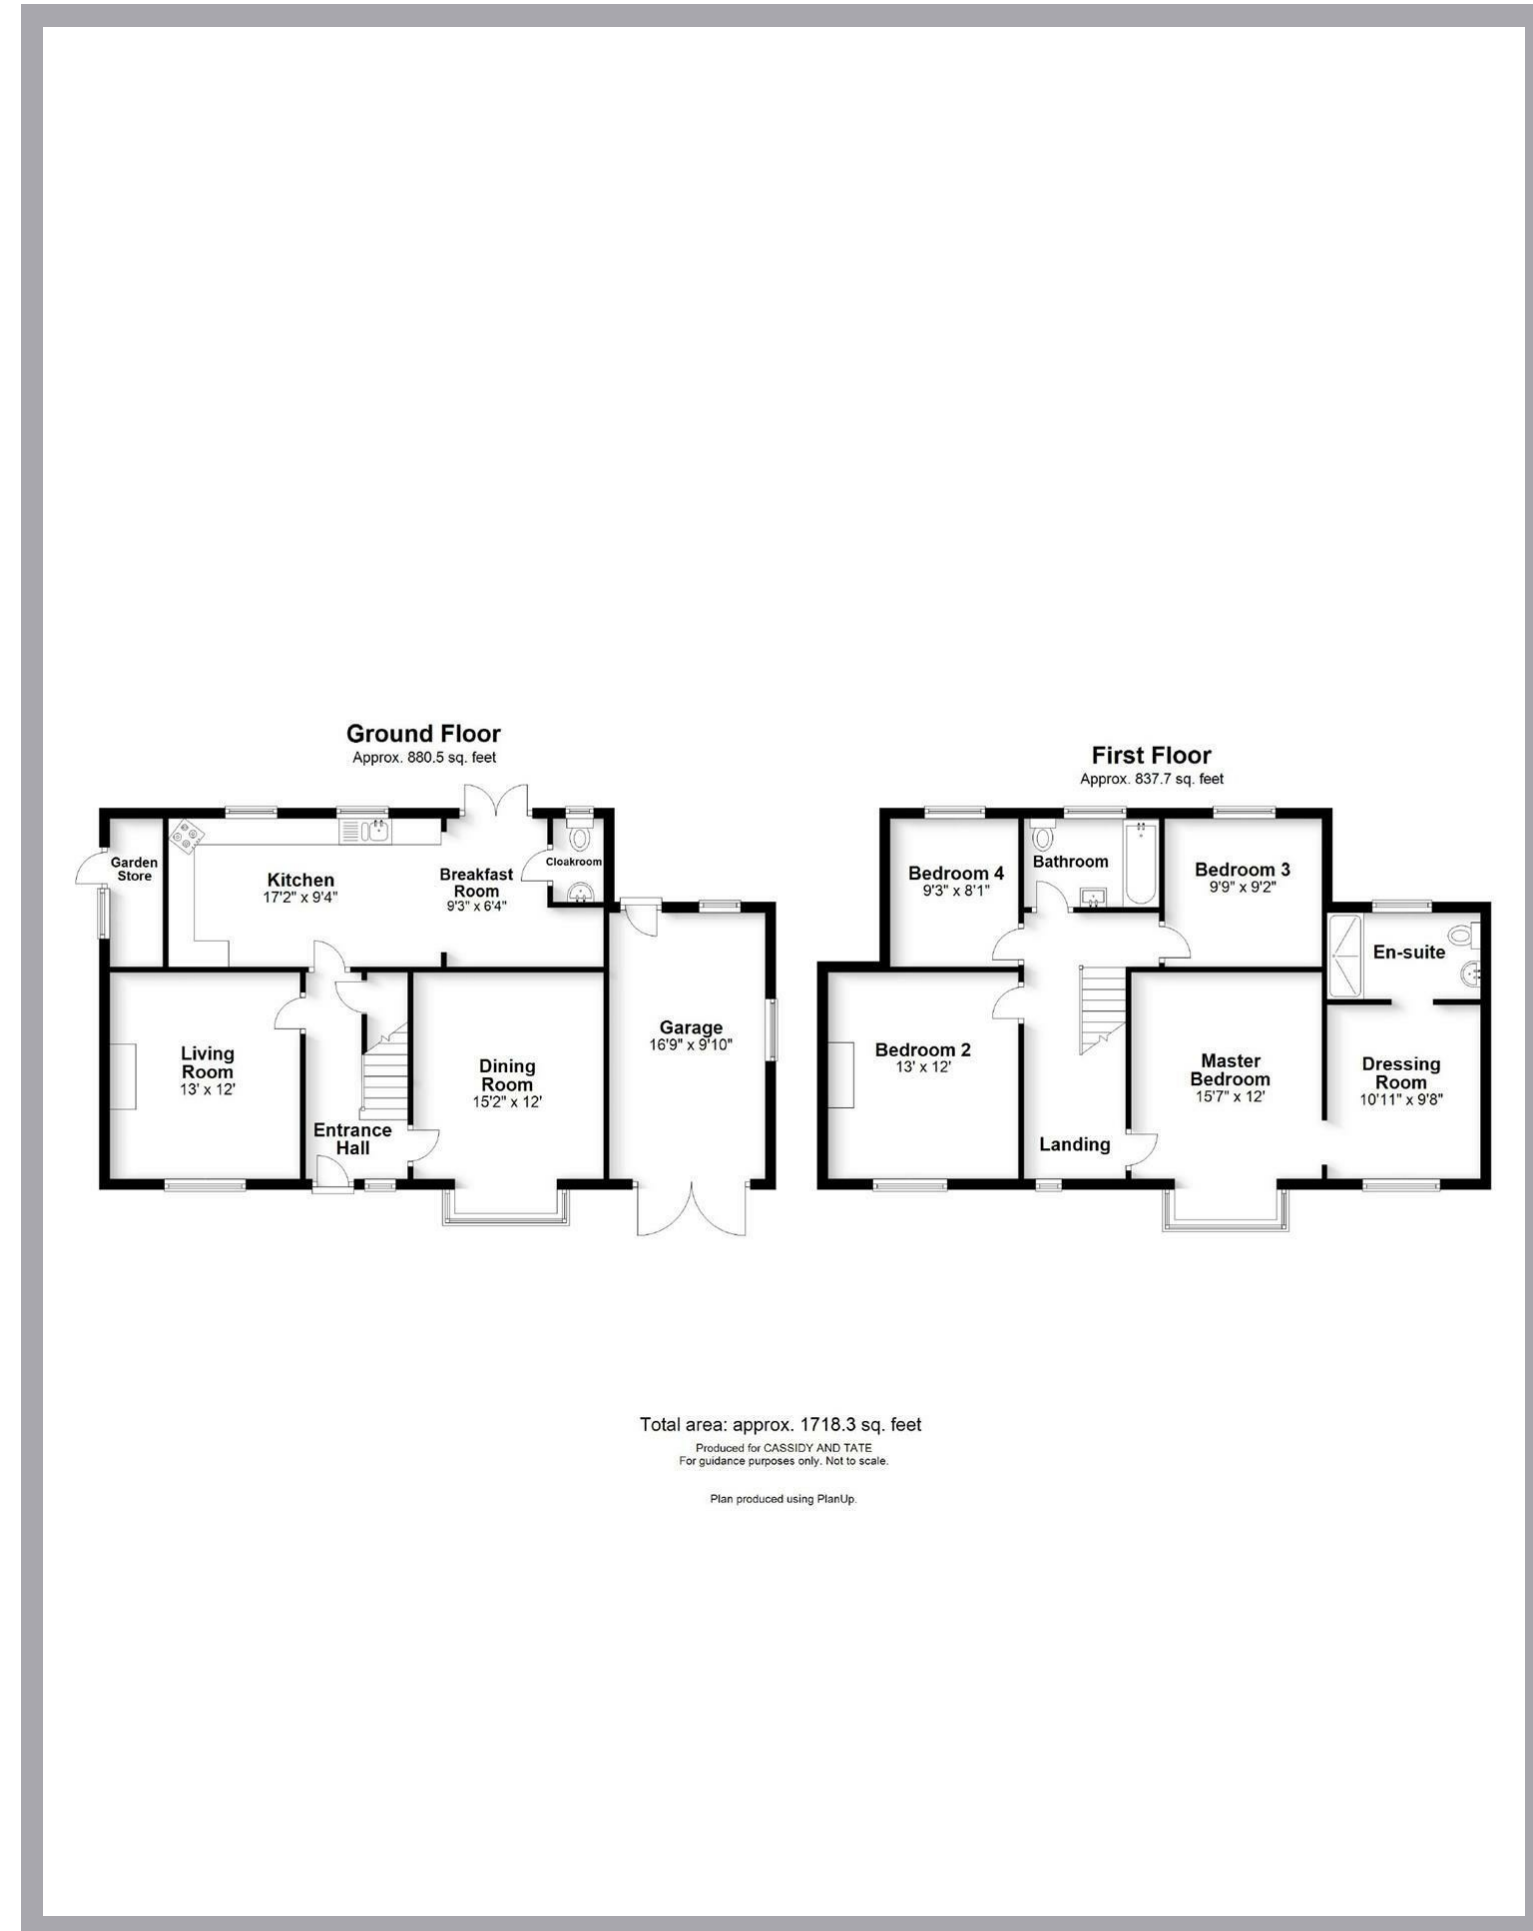 Ground Floor
Approx. 880.5 sq. feet
Garden
Store
Kitchen
17'2" x 9'4"
Breakfast
Room
9'3" x 6'4"
Cloakroom
Living
Room
13' x 12'
Entrance
Hall
Dining
Room
15'2" x 12'
Garage
16'9" x 9'10"
First Floor
Approx. 837.7 sq. feet
Bedroom 4
9'3" x 8'1"
Bathroom
Bedroom 3
9'9" x 9'2"
En-suite
Bedroom 2
13' x 12'
Landing
Master
Bedroom
15'7" x 12'
Dressing
Room
10'11" x 9'8"
Total area: approx. 1718.3 sq. feet
Produced for CASSIDY AND TATE
For guidance purposes only. Not to scale.
Plan produced using PlanUp.